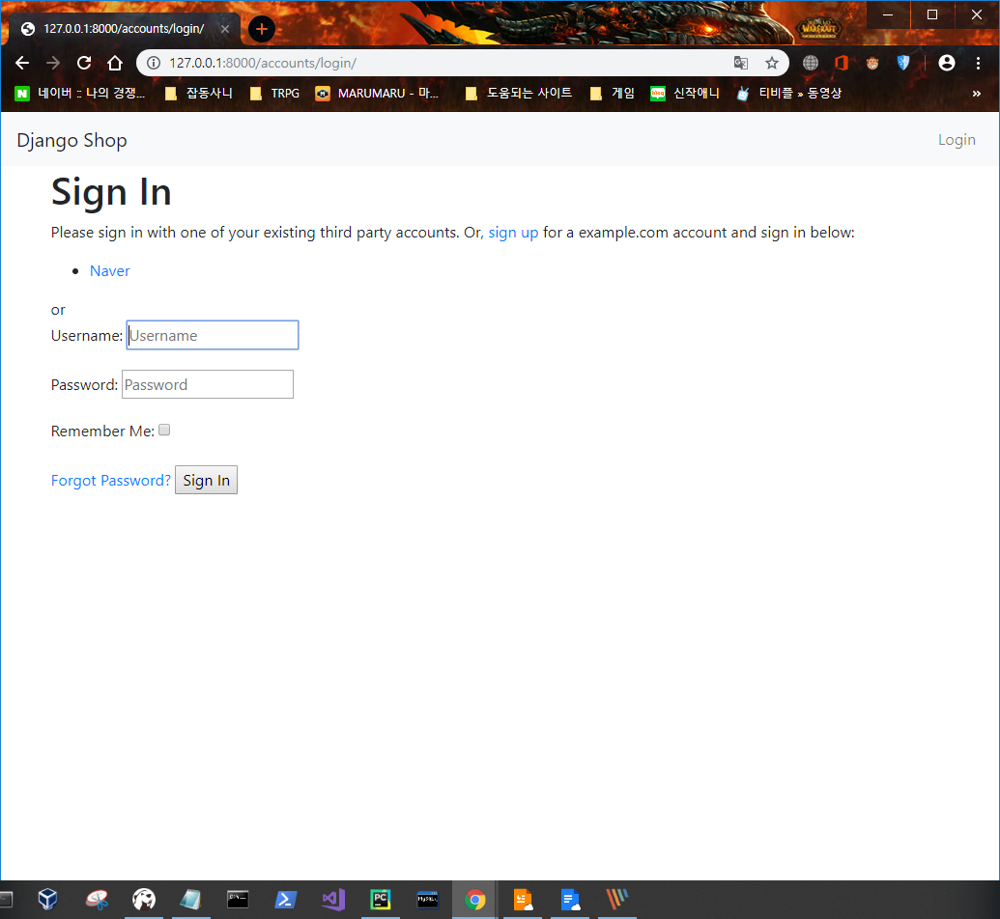 127.0.0.1:8000/accounts/login/
WARCRAFT
127.0.0.1:8000/accounts/login/
네이버 :: 나의 경쟁... 잡동사니 TRPG MARUMARU - 마... 도움되는 사이트 게임 blog 신작애니 티비플 » 동영상 »
Django Shop Login
Sign In
Please sign in with one of your existing third party accounts. Or, sign up for a example.com account and sign in below:
Naver
or
Username: Username
Password: Password
Remember Me:
Forgot Password? Sign In
PC MySQL